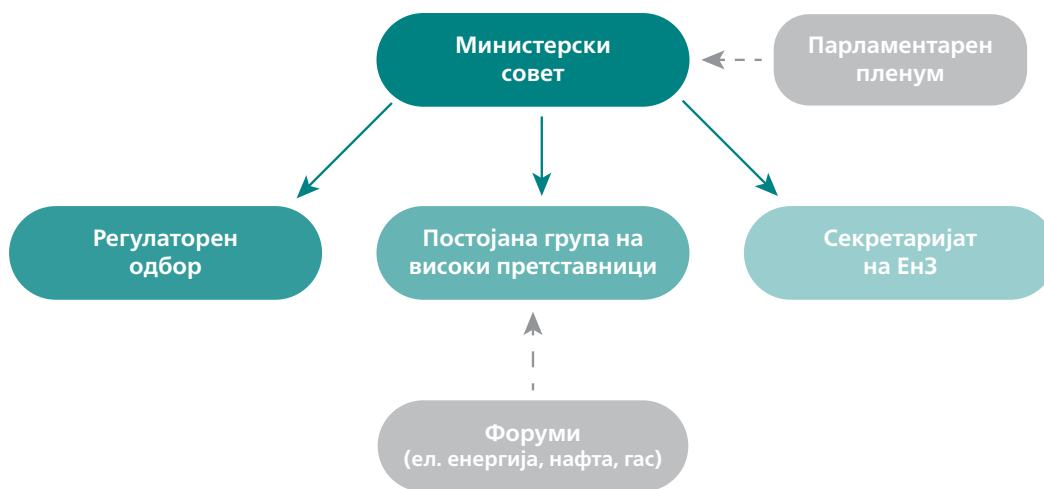 Министерски
совет
Парламентарен
пленум
Регулаторен
одбор
Постојана група на
високи претставници
Секретаријат
на ЕнЗ
Форуми
(ел. енергија, нафта, гас)